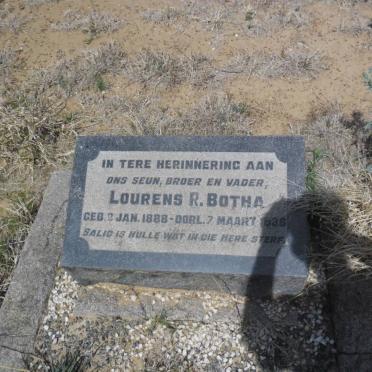 IN TERE HERINNERING AAN
ONS SEUN, BROER EN VADER,
LOURENS R. BOTHA
GEB. 2 JAN. 1888 - OORL. 7 MAART
SALIG IS HULLE WAT IN DIE HERE STERF.